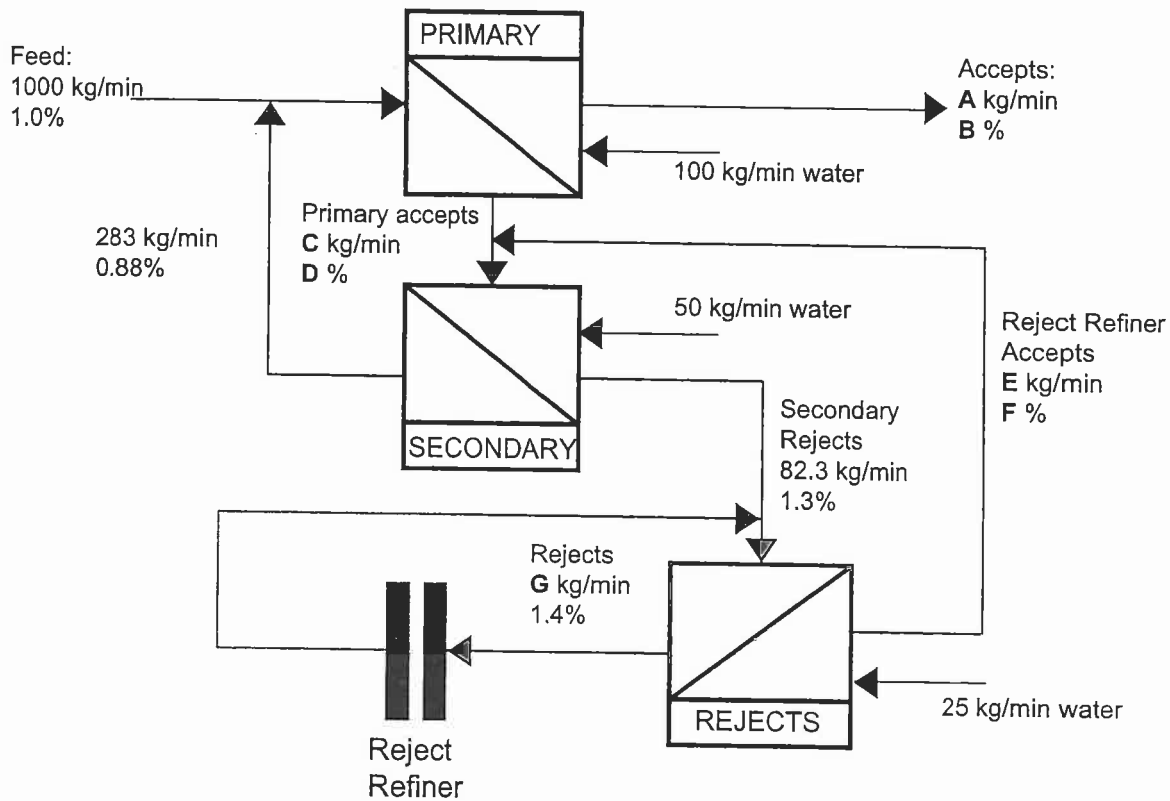 PRIMARY
Feed:
1000 kg/min
1.0%
Accepts:
A kg/min
B %
100 kg/min water
Primary accepts
C kg/min
D %
283 kg/min
0.88%
50 kg/min water
Reject Refiner
Accepts
E kg/min
F %
SECONDARY
Secondary
Rejects
82.3 kg/min
1.3%
Rejects
G kg/min
1.4%
REJECTS
25 kg/min water
Reject
Refiner